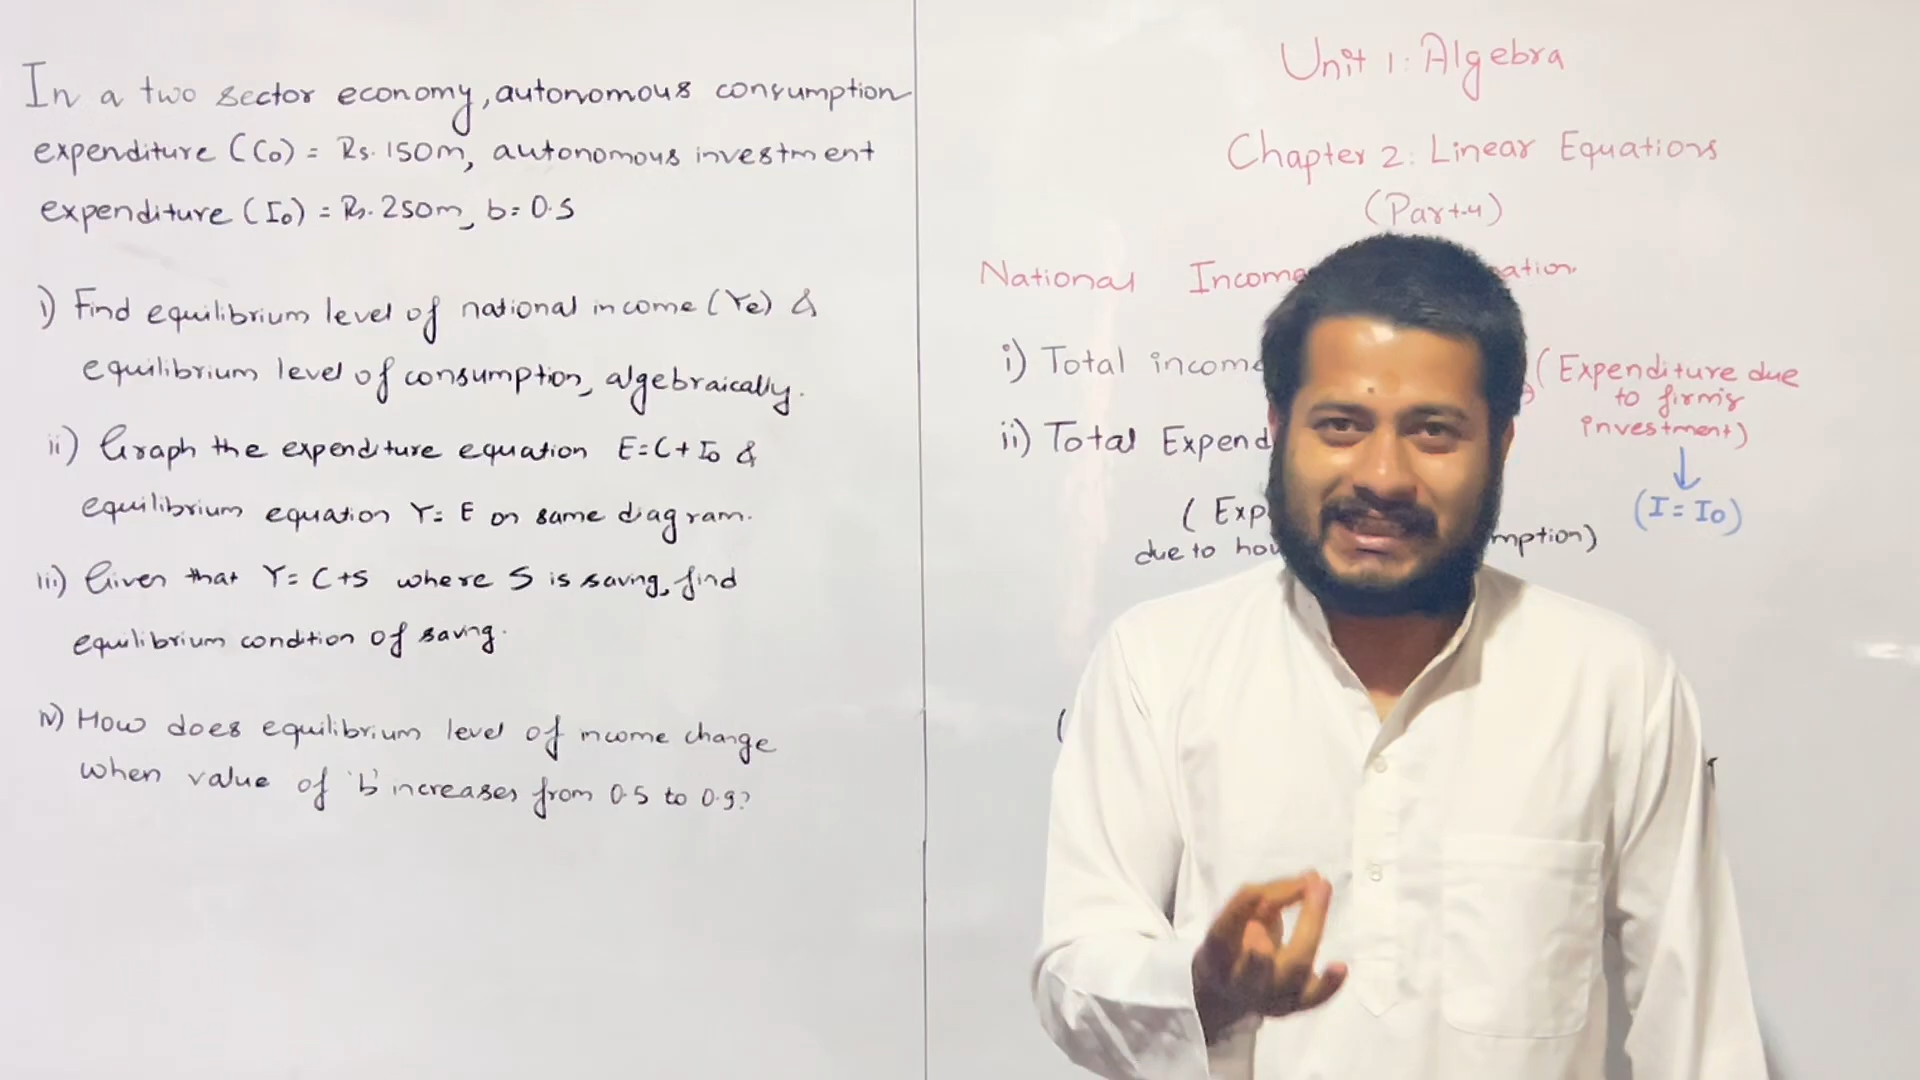 In a two sector economy, autonomous consumption
expenditure (C0) = Rs. 150m, autonomous investment
expenditure (I0) = Rs. 250m, b= 0.5
i) Find equilibrium level of national income (Ye) &
equilibrium level of consumption, algebraically.
ii) Graph the expenditure equation E=C+I0 &
equilibrium equation Y= E on same diagram.
iii) Given that Y= C+S where S is saving, find
equilibrium condition of saving.
iv) How does equilibrium level of income change
when value of 'b' increases from 0.5 to 0.9?
Unit 1: Algebra
Chapter 2: Linear Equations
(Part-4)
National Income
i) Total income
(Expenditure due
to firm's
investment)
ii) Total
(I= I0)
due to